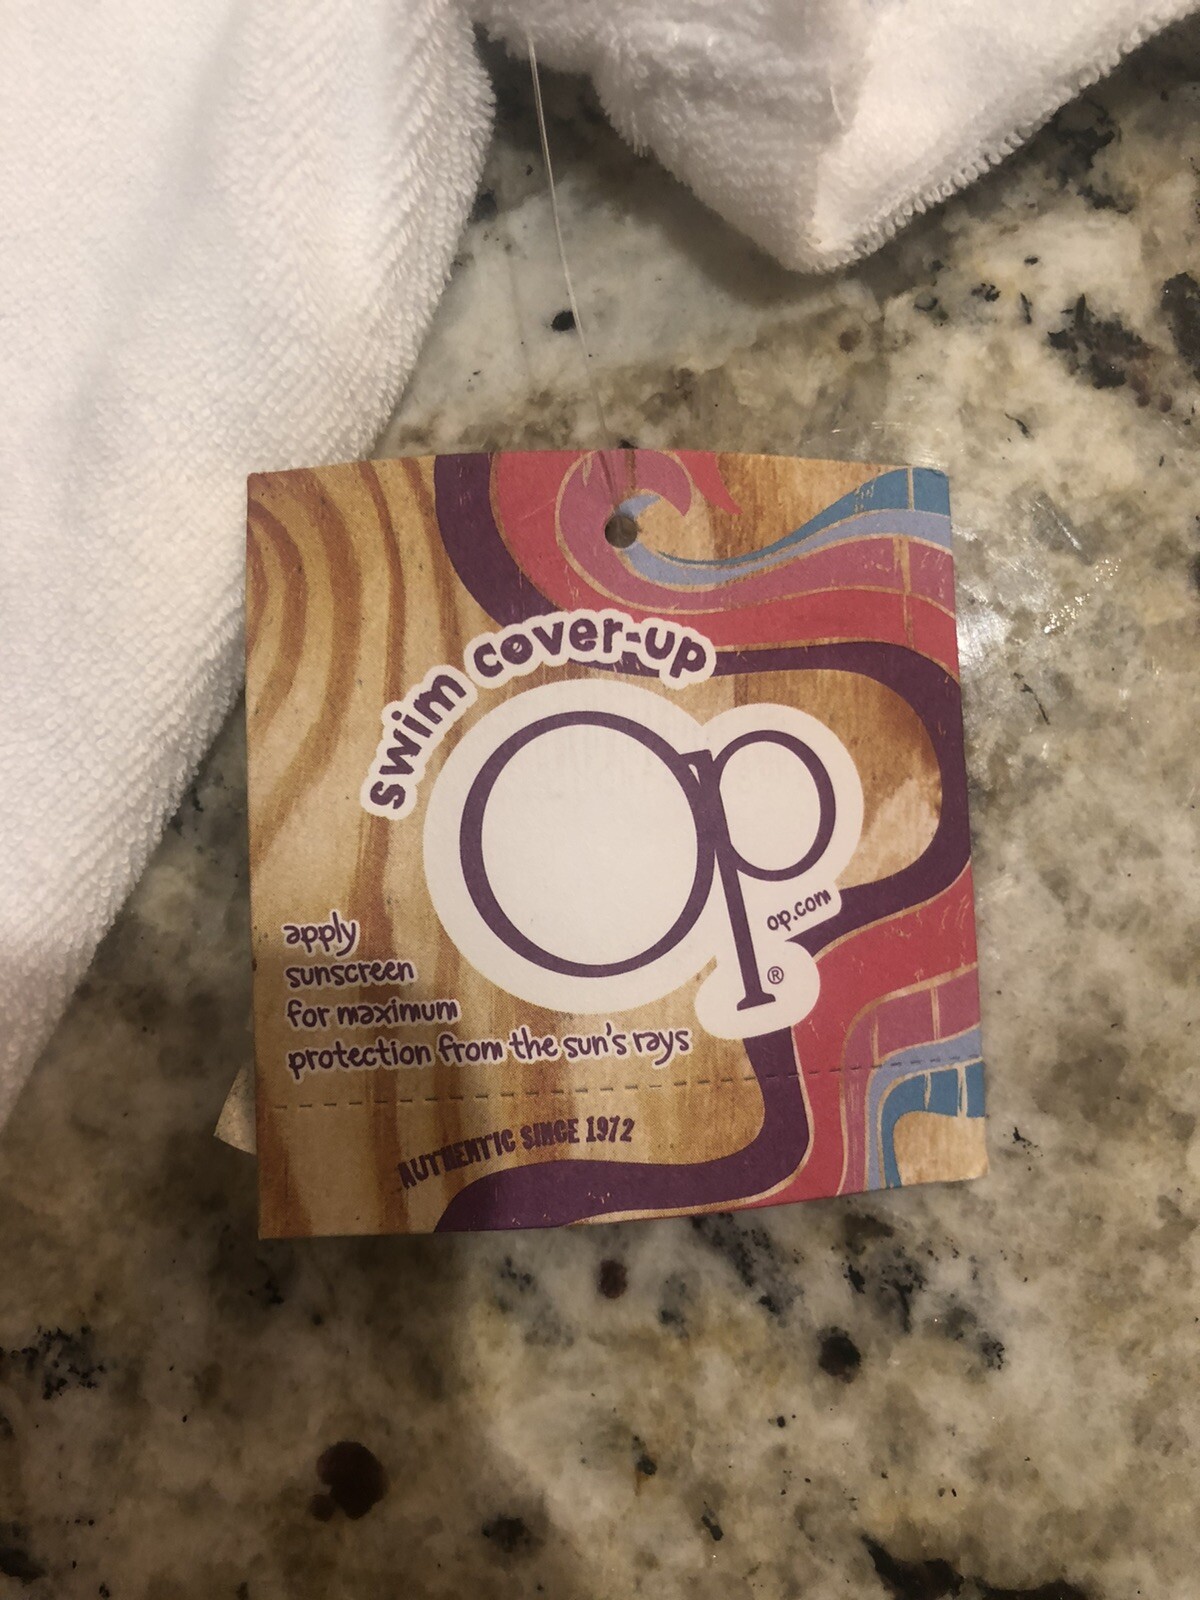 swim cover-up
op
op.com
®
apply
sunscreen
for maximum
protection from the sun's rays
AUTHENTIC SINCE 1972